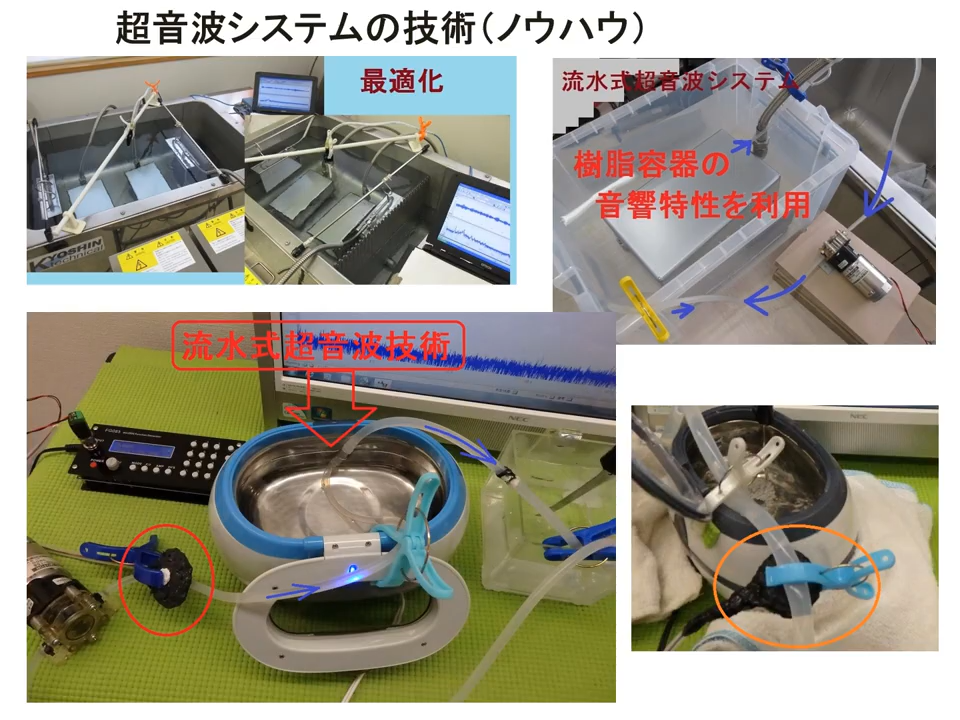 超音波システムの技術（ノウハウ）
最適化
流水式超音波システム
樹脂容器の
音響特性を利用
KYOSHIN
Technical
流水式超音波技術
NEC
NEC